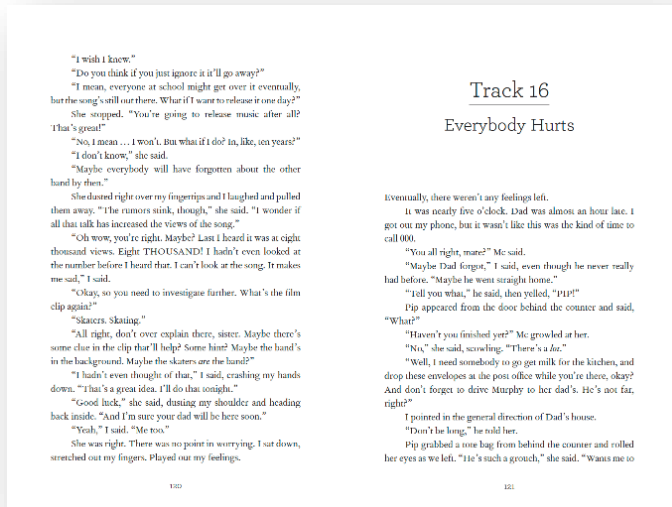 “I wish I knew.”
“Do you think if you just ignore it it’ll go away?”
“I mean, everyone at school might get over it eventually,
but the song’s still out there. What if I want to release it one day?”
She stopped. “You’re going to release music after all?
That’s great!”
“No, I mean … I won’t. But what if I do? In, like, ten years?”
“I don’t know,” she said.
“Maybe everybody will have forgotten about the other
band by then.”
She dusted right over my fingertips and I laughed and pulled
them away. “The rumors stink, though,” she said. “I wonder if
all that talk has increased the views of the song.”
“Oh wow, you’re right. Maybe? Last I heard it was at eight
thousand views. Eight THOUSAND! I hadn’t even looked at
the number before I heard that. I can’t look at the song. It makes
me sad,” I said.
“Okay, so you need to investigate further. What’s the film
clip again?”
“Skaters. Skating.”
“All right, don’t over explain there, sister. Maybe there’s
some clue in the clip that’ll help? Some hint? Maybe the band’s
in the background. Maybe the skaters are the band?”
“I hadn’t even thought of that,” I said, crashing my hands
down. “That’s a great idea. I’ll do that tonight.”
“Good luck,” she said, dusting my shoulder and heading
back inside. “And I’m sure your dad will be here soon.”
“Yeah,” I said. “Me too.”
She was right. There was no point in worrying. I sat down,
stretched out my fingers. Played out my feelings.
120
Track 16
Everybody Hurts
Eventually, there weren’t any feelings left.
It was nearly five o’clock. Dad was almost an hour late. I
got out my phone, but it wasn’t like this was the kind of time to
call 000.
“You all right, mate?” Mc said.
“Maybe Dad forgot,” I said, even though he never really
had before. “Maybe he went straight home.”
“Tell you what,” he said, then yelled, “PIP!”
Pip appeared from the door behind the counter and said,
“What?”
“Haven’t you finished yet?” Mc growled at her.
“No,” she said, scowling. “There’s a lot.”
“Well, I need somebody to go get milk for the kitchen, and
drop these envelopes at the post office while you’re there, okay?
And don’t forget to drive Murphy to her dad’s. He’s not far,
right?”
I pointed in the general direction of Dad’s house.
“Don’t be long,” he told her.
Pip grabbed a tote bag from behind the counter and rolled
her eyes as we left. “He’s such a grouch,” she said. “Wants me to
121